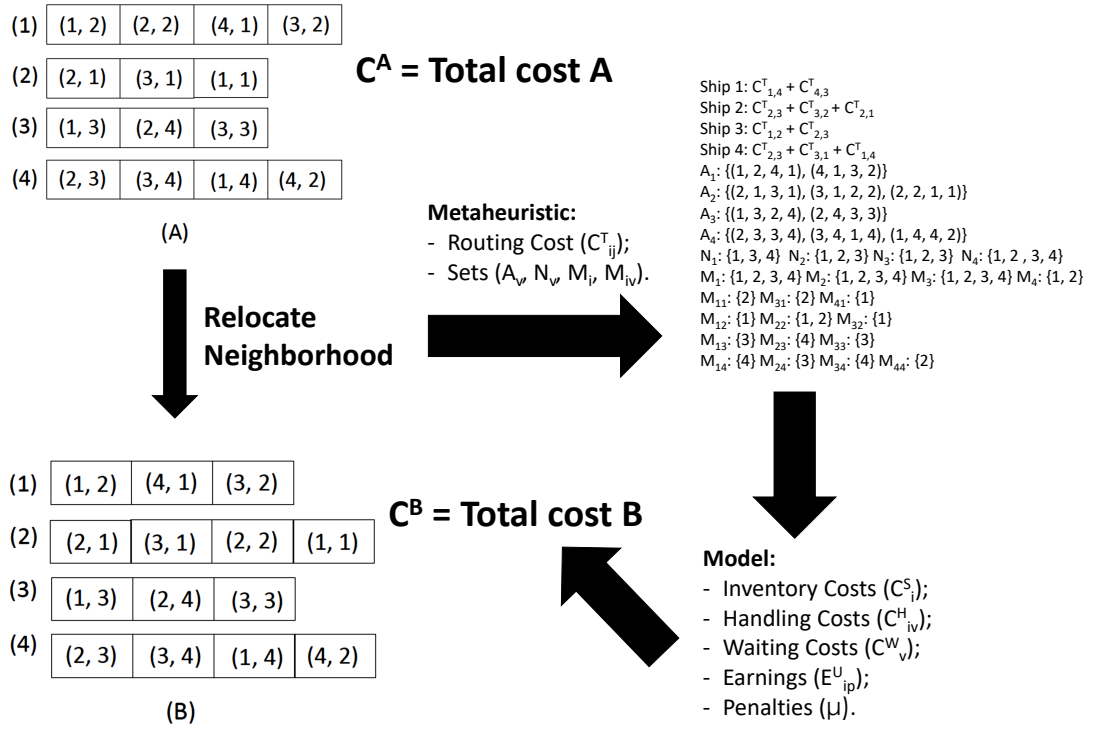 (1) (1, 2) (2, 2) (4, 1) (3, 2)
(2) (2, 1) (3, 1) (1, 1)
(3) (1, 3) (2, 4) (3, 3)
(4) (2, 3) (3, 4) (1, 4) (4, 2)
(A)
C^A = Total cost A
Relocate
Neighborhood
Metaheuristic:
- Routing Cost (C^T_ij);
- Sets (A_v, N_v, M_i, M_iv).
Ship 1: C^T_1,4 + C^T_4,3
Ship 2: C^T_2,3 + C^T_3,2 + C^T_2,1
Ship 3: C^T_1,2 + C^T_2,3
Ship 4: C^T_2,3 + C^T_3,1 + C^T_1,4
A_1: {(1, 2, 4, 1), (4, 1, 3, 2)}
A_2: {(2, 1, 3, 1), (3, 1, 2, 2), (2, 2, 1, 1)}
A_3: {(1, 3, 2, 4), (2, 4, 3, 3)}
A_4: {(2, 3, 3, 4), (3, 4, 1, 4), (1, 4, 4, 2)}
N_1: {1, 3, 4} N_2: {1, 2, 3} N_3: {1, 2, 3} N_4: {1, 2 , 3, 4}
M_1: {1, 2, 3, 4} M_2: {1, 2, 3, 4} M_3: {1, 2, 3, 4} M_4: {1, 2}
M_11: {2} M_31: {2} M_41: {1}
M_12: {1} M_22: {1, 2} M_32: {1}
M_13: {3} M_23: {4} M_33: {3}
M_14: {4} M_24: {3} M_34: {4} M_44: {2}
Model:
- Inventory Costs (C^S_i);
- Handling Costs (C^H_iv);
- Waiting Costs (C^W_v);
- Earnings (E^U_ip);
- Penalties (μ).
C^B = Total cost B
(1) (1, 2) (4, 1) (3, 2)
(2) (2, 1) (3, 1) (2, 2) (1, 1)
(3) (1, 3) (2, 4) (3, 3)
(4) (2, 3) (3, 4) (1, 4) (4, 2)
(B)